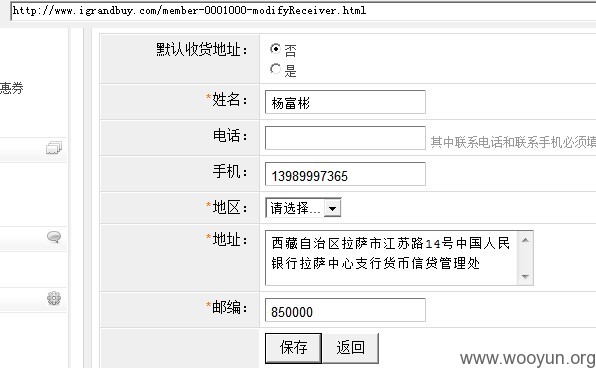 http://www.igrandbuy.com/member-0001000-modifyReceiver.html
惠券
默认收货地址： 否
是
*姓名： 杨富彬
电话： 其中联系电话和联系手机必须填
手机： 13989997365
*地区： 请选择...
*地址： 西藏自治区拉萨市江苏路14号中国人民
银行拉萨中心支行货币信贷管理处
*邮编： 850000
保存 返回
www.wooyun.org